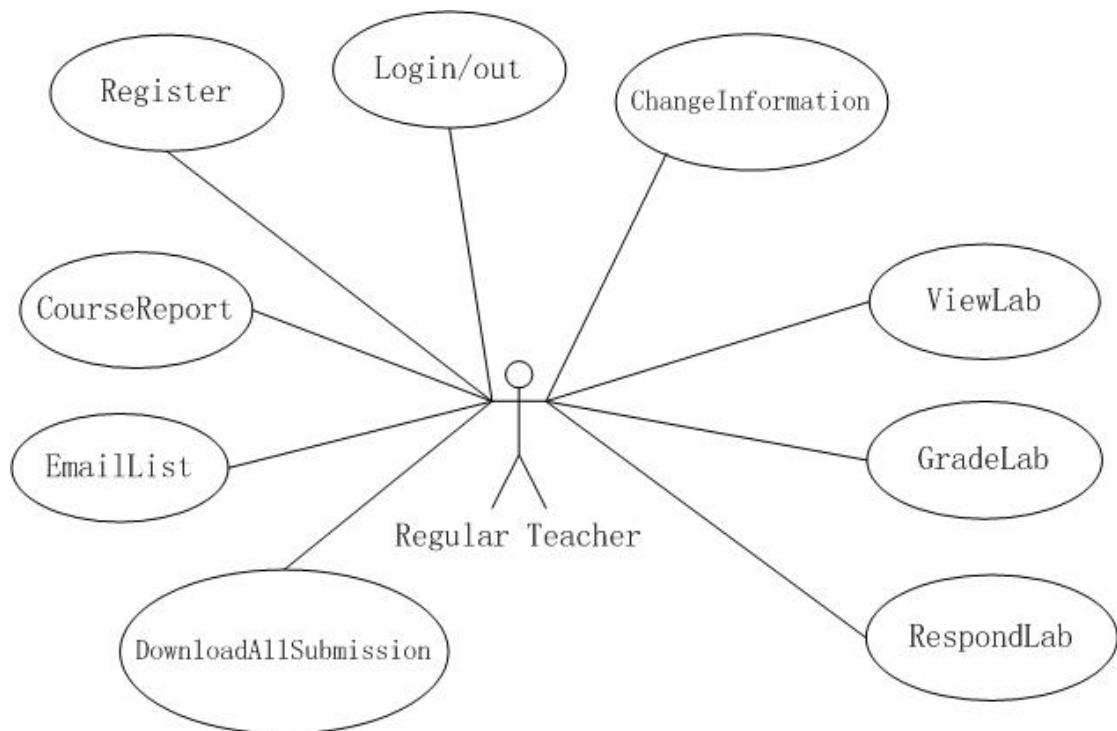 Login/out
Register
ChangeInformation
CourseReport
ViewLab
EmailList
GradeLab
Regular Teacher
DownloadAllSubmission
RespondLab